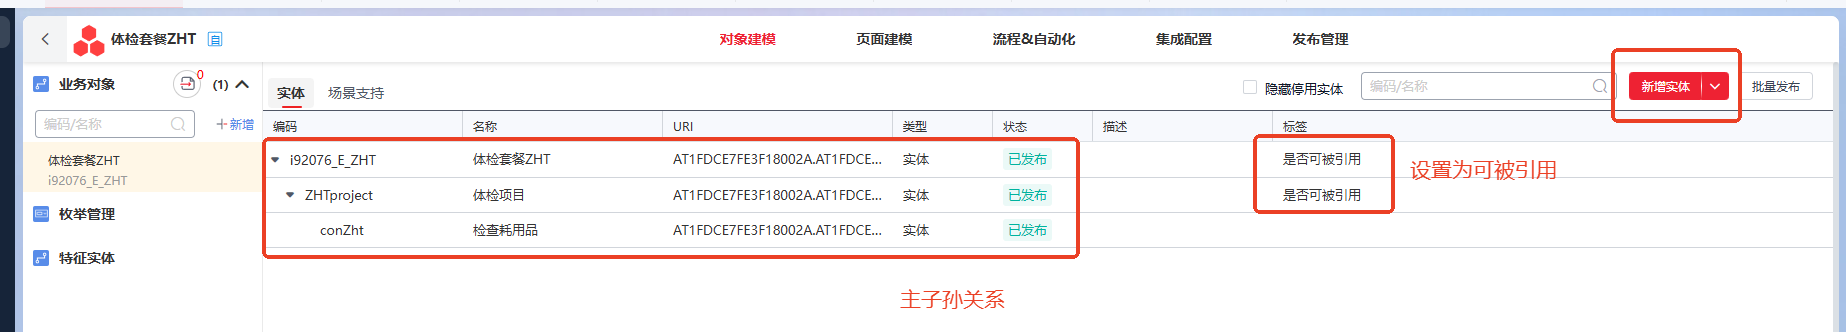 体检套餐ZHT
对象建模 页面建模 流程&自动化 集成配置 发布管理
业务对象 0 (1)
编码/名称 +新增
体检套餐ZHT
i92076_E_ZHT
枚举管理
特征实体
实体 场景支持
隐藏停用实体 编码/名称 新增实体 批量发布
编码 名称 URI 类型 状态 描述 标签
i92076_E_ZHT 体检套餐ZHT AT1FDCE7FE3F18002A.AT1FDCE... 实体 已发布 是否可被引用
ZHTproject 体检项目 AT1FDCE7FE3F18002A.AT1FDCE... 实体 已发布 是否可被引用
conZht 检查耗用品 AT1FDCE7FE3F18002A.AT1FDCE... 实体 已发布
设置为可被引用
主子孙关系